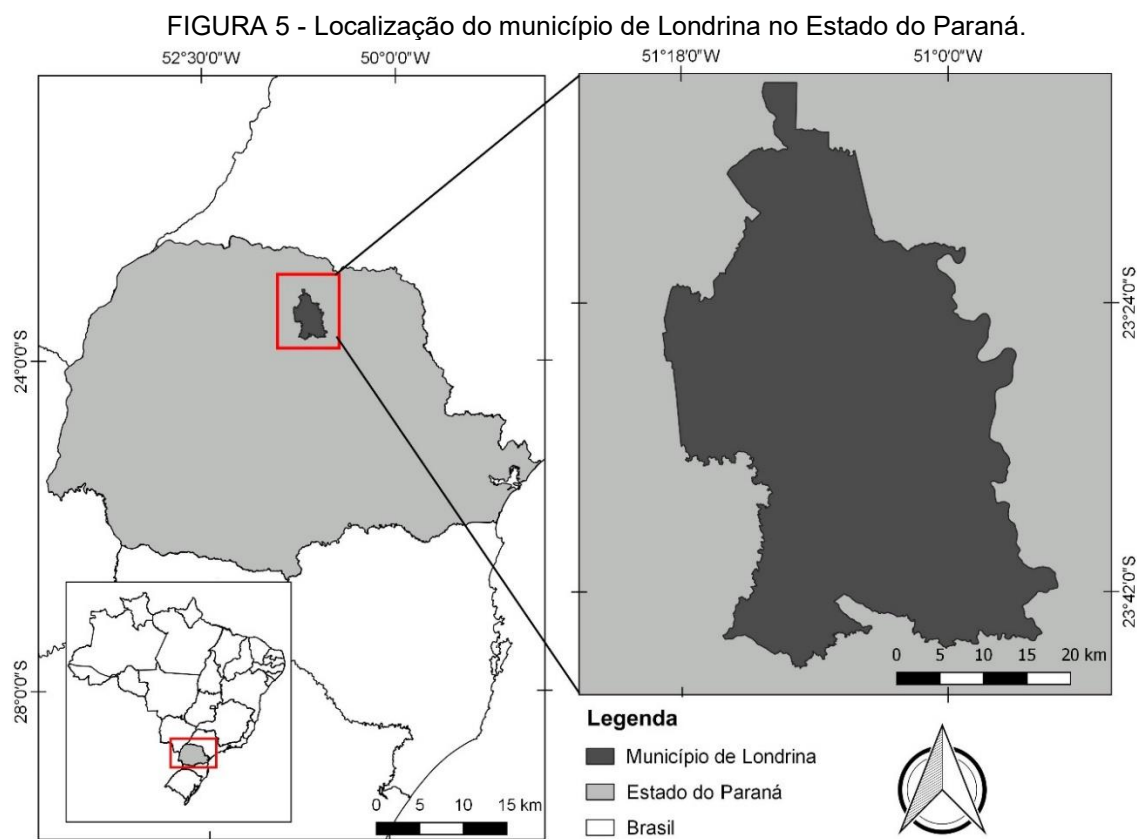 FIGURA 5 - Localização do município de Londrina no Estado do Paraná.
52°30'0"W
50°0'0"W
51°18'0"W
51°0'0"W
24°0'0"S
28°0'0"S
23°24'0"S
23°42'0"S
0 5 10 15 20 km
0 5 10 15 km
Legenda
Município de Londrina
Estado do Paraná
Brasil